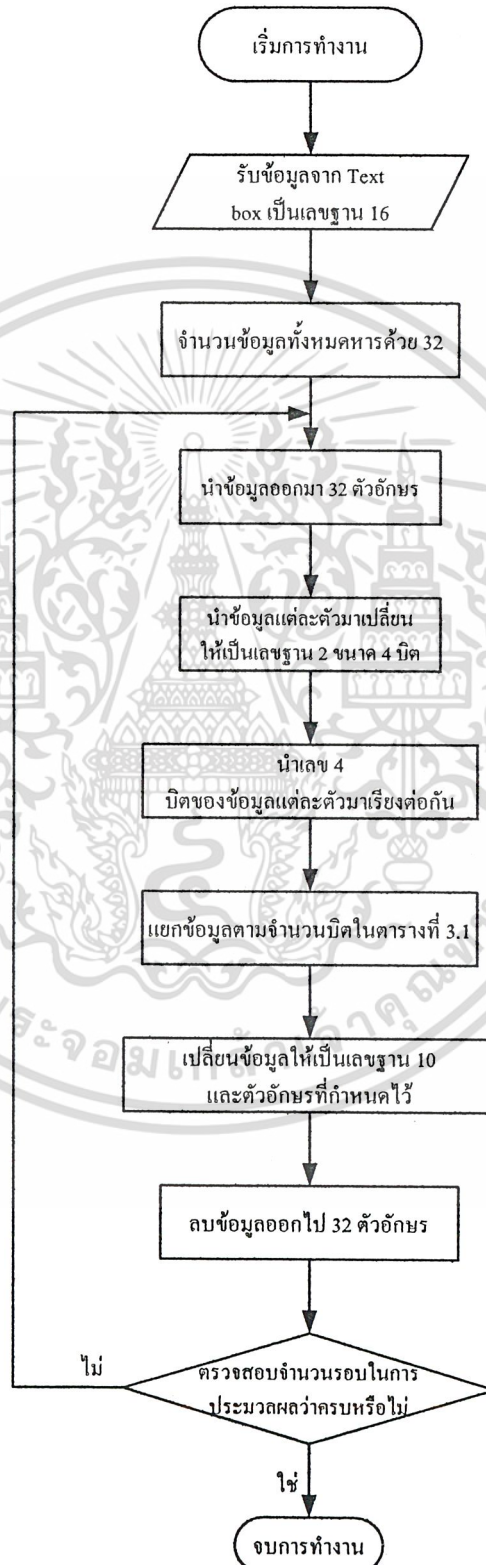 เริ่มการทำงาน
รับข้อมูลจาก Text
box เป็นเลขฐาน 16
จำนวนข้อมูลทั้งหมดหารด้วย 32
นำข้อมูลออกมา 32 ตัวอักษร
นำข้อมูลแต่ละตัวมาเปลี่ยน
ให้เป็นเลขฐาน 2 ขนาด 4 บิต
นำเลข 4
บิตของข้อมูลแต่ละตัวมาเรียงต่อกัน
แยกข้อมูลตามจำนวนบิตในตารางที่ 3.1
เปลี่ยนข้อมูลให้เป็นเลขฐาน 10
และตัวอักษรที่กำหนดไว้
ลบข้อมูลออกไป 32 ตัวอักษร
ไม่
ตรวจสอบจำนวนรอบในการ
ประมวลผลว่าครบหรือไม่
ใช่
จบการทำงาน